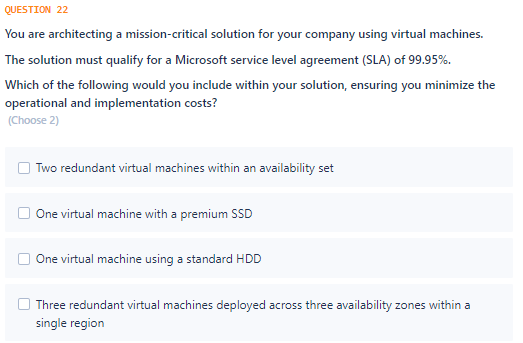 QUESTION 22
You are architecting a mission-critical solution for your company using virtual machines.
The solution must qualify for a Microsoft service level agreement (SLA) of 99.95%.
Which of the following would you include within your solution, ensuring you minimize the
operational and implementation costs?
(Choose 2)
Two redundant virtual machines within an availability set
One virtual machine with a premium SSD
One virtual machine using a standard HDD
Three redundant virtual machines deployed across three availability zones within a
single region